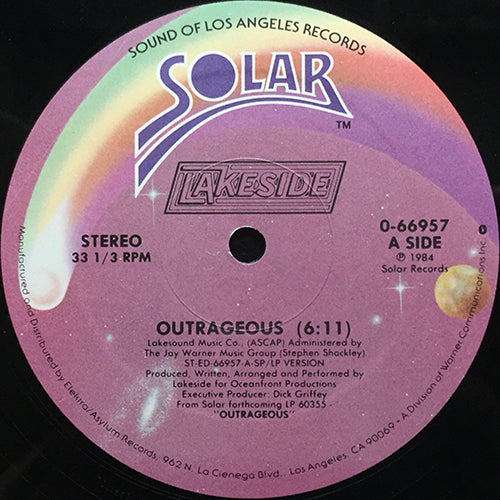 SOUND OF LOS ANGELES RECORDS
SOLAR
TM
LAKESIDE
STEREO
33 1/3 RPM
0-66957
A SIDE
℗ 1984
Solar Records
OUTRAGEOUS (6:11)
Lakesound Music Co., (ASCAP) Administered by
The Jay Warner Music Group (Stephen Shockley)
ST-ED-66957-A-SP/LP VERSION
Produced, Written, Arranged and Performed by
Lakeside for Oceanfront Productions
Executive Producer: Dick Griffey
From Solar forthcoming LP 60355 -
"OUTRAGEOUS"
Manufactured and Distributed by Elektra/Asylum Records, 962 N. La Cienega Blvd., Los Angeles, CA 90069 • A Division of Warner Communications Inc. O